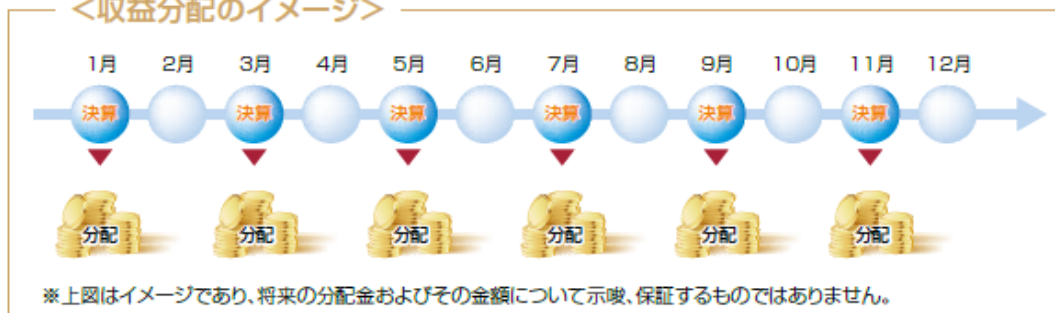 ＜収益分配のイメージ＞
1月 2月 3月 4月 5月 6月 7月 8月 9月 10月 11月 12月
決算 決算 決算 決算 決算 決算
分配 分配 分配 分配 分配 分配
※上図はイメージであり、将来の分配金およびその金額について示唆、保証するものではありません。